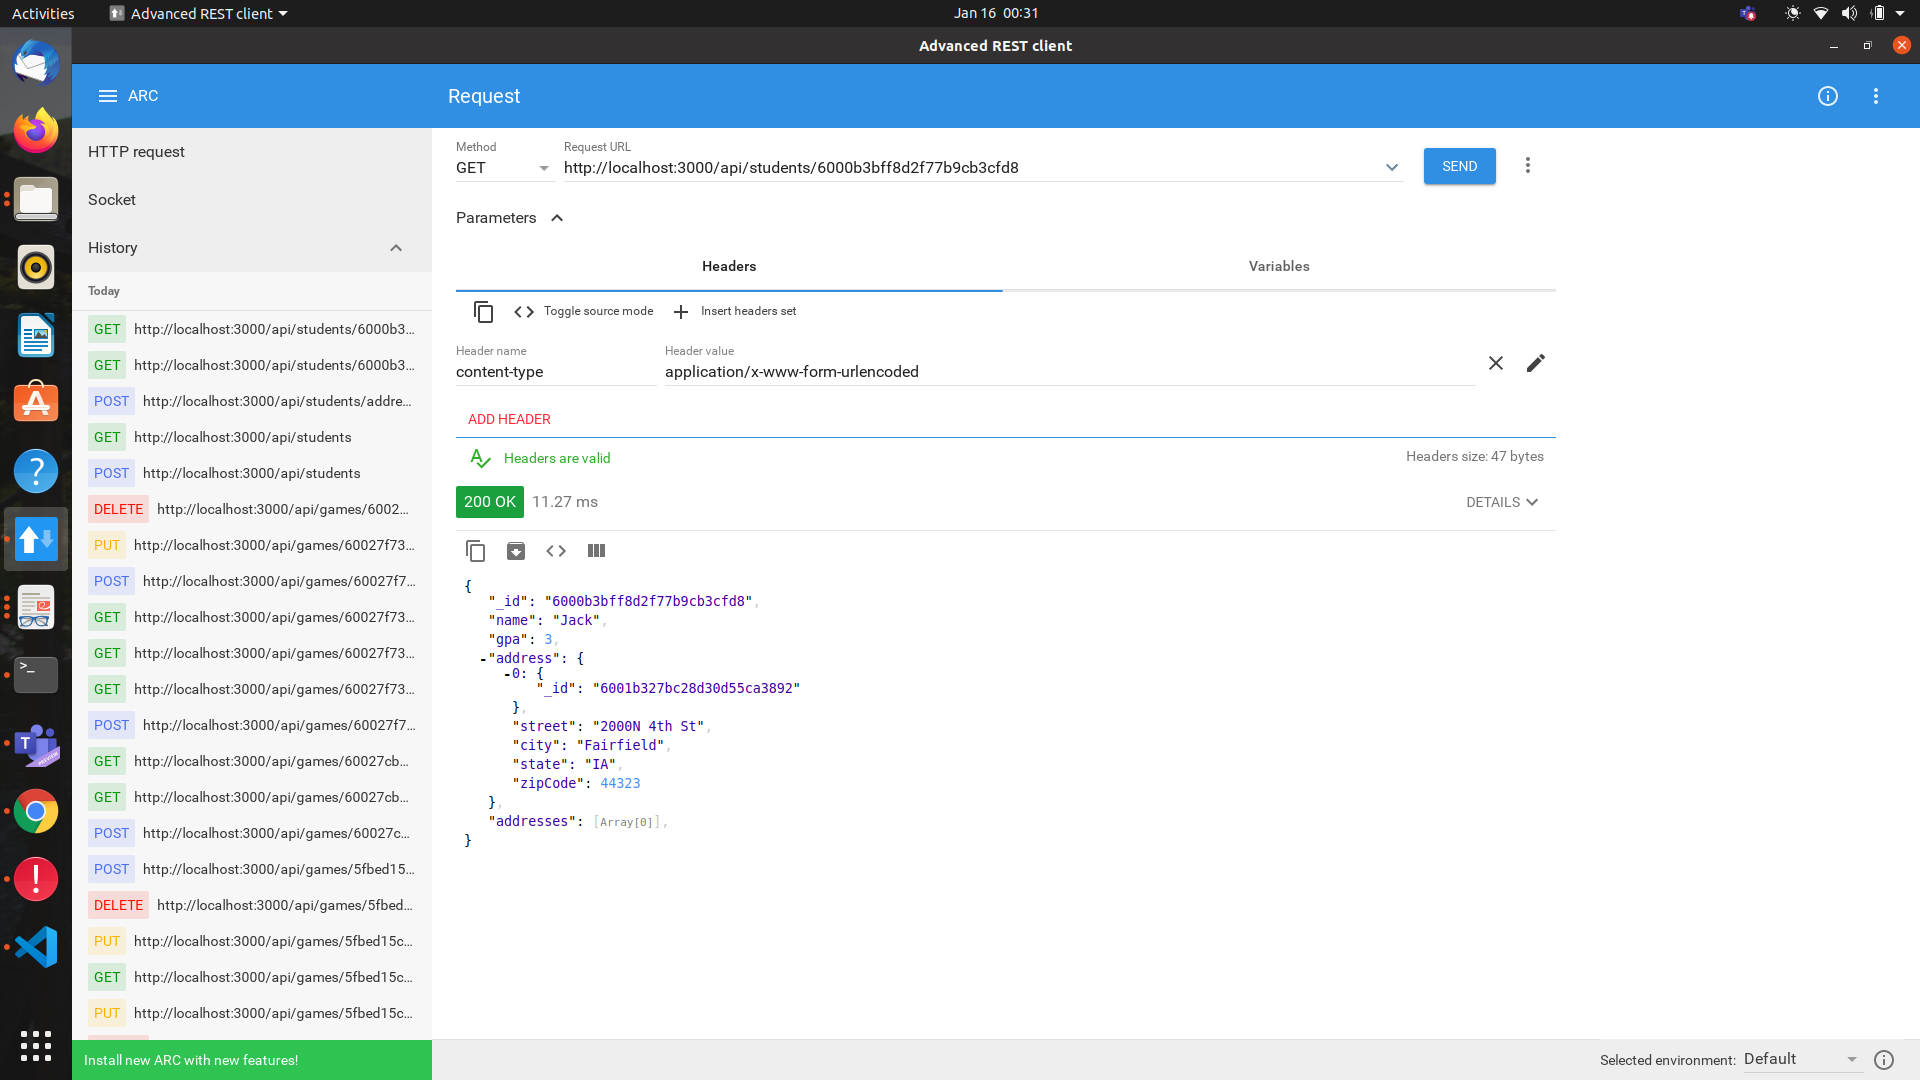 Activities
Advanced REST client
Jan 16 00:31
Advanced REST client
ARC
Request
HTTP request
Socket
History
Today
GET http://localhost:3000/api/students/6000b3...
GET http://localhost:3000/api/students/6000b3...
POST http://localhost:3000/api/students/addre...
GET http://localhost:3000/api/students
POST http://localhost:3000/api/students
DELETE http://localhost:3000/api/games/6002...
PUT http://localhost:3000/api/games/60027f73...
POST http://localhost:3000/api/games/60027f7...
GET http://localhost:3000/api/games/60027f73...
GET http://localhost:3000/api/games/60027f73...
GET http://localhost:3000/api/games/60027f73...
POST http://localhost:3000/api/games/60027f7...
GET http://localhost:3000/api/games/60027cb...
GET http://localhost:3000/api/games/60027cb...
POST http://localhost:3000/api/games/60027c...
POST http://localhost:3000/api/games/5fbed15...
DELETE http://localhost:3000/api/games/5fbed...
PUT http://localhost:3000/api/games/5fbed15c...
GET http://localhost:3000/api/games/5fbed15c...
PUT http://localhost:3000/api/games/5fbed15c...
Install new ARC with new features!
Method
GET
Request URL
http://localhost:3000/api/students/6000b3bff8d2f77b9cb3cfd8
SEND
Parameters
Headers
Variables
Toggle source mode
Insert headers set
Header name
content-type
Header value
application/x-www-form-urlencoded
ADD HEADER
Headers are valid
Headers size: 47 bytes
200 OK 11.27 ms
DETAILS
{
"_id": "6000b3bff8d2f77b9cb3cfd8",
"name": "Jack",
"gpa": 3,
-"address": {
-0: {
"_id": "6001b327bc28d30d55ca3892"
},
"street": "2000N 4th St",
"city": "Fairfield",
"state": "IA",
"zipCode": 44323
},
"addresses": [Array[0]],
}
Selected environment: Default